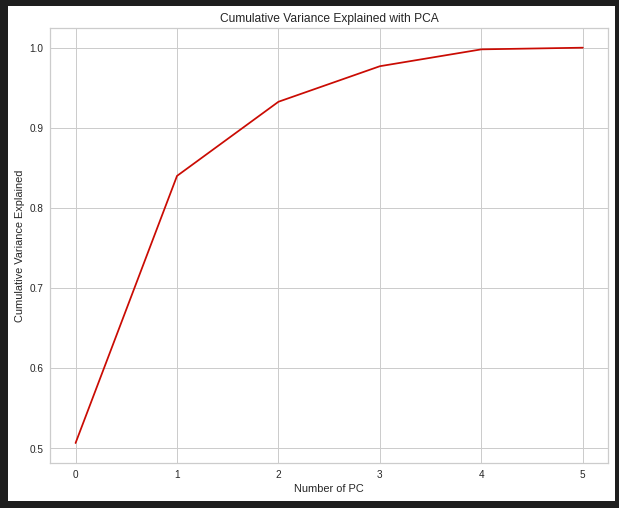 Cumulative Variance Explained with PCA
1.0
0.9
0.8
0.7
0.6
0.5
Cumulative Variance Explained
0 1 2 3 4 5
Number of PC